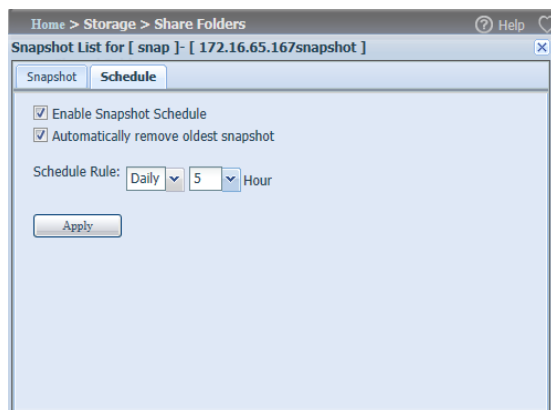 Home > Storage > Share Folders
? Help
Snapshot List for [ snap ]- [ 172.16.65.167snapshot ]
Snapshot Schedule
Enable Snapshot Schedule
Automatically remove oldest snapshot
Schedule Rule: Daily 5 Hour
Apply